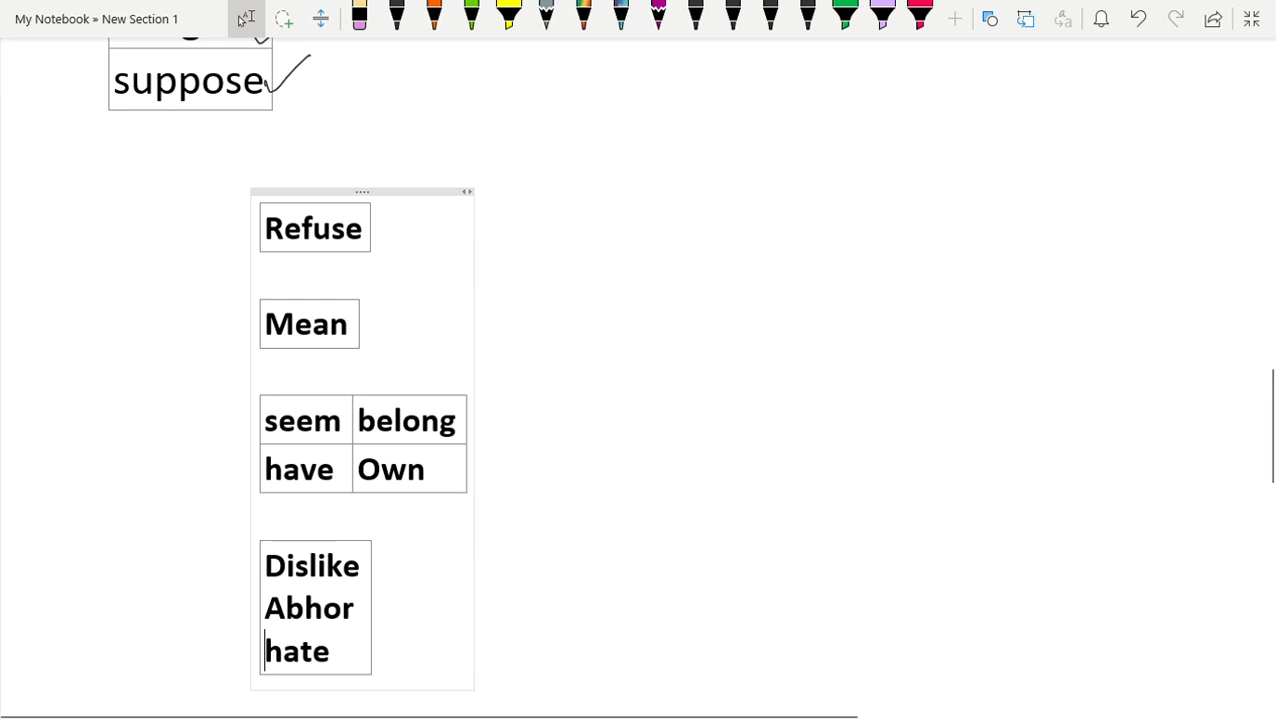 My Notebook » New Section 1
suppose
Refuse
Mean
seem belong
have Own
Dislike
Abhor
hate